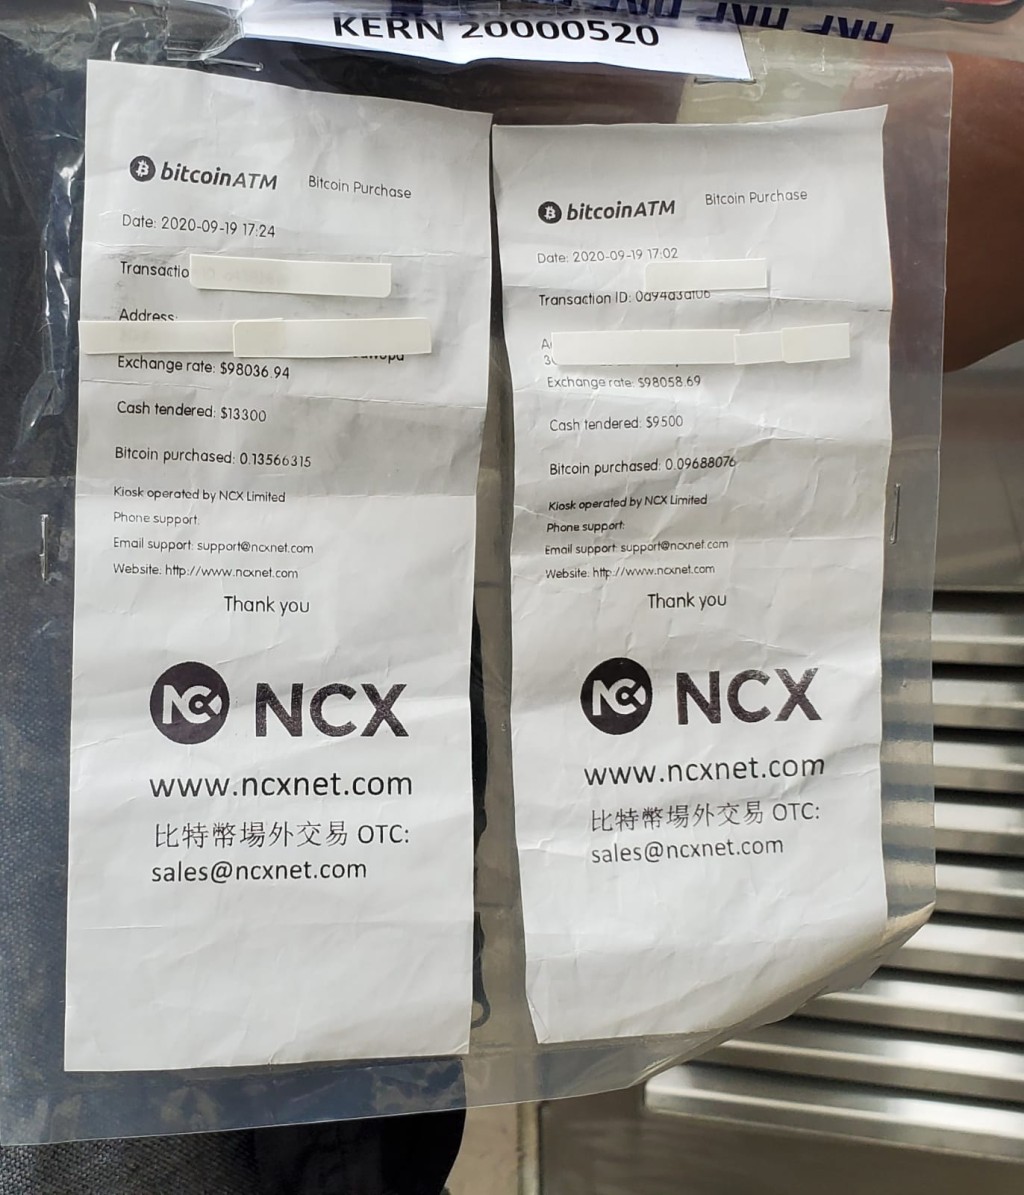 KERN 20000520
bitcoinATM Bitcoin Purchase
Date: 2020-09-19 17:24
Address:
Exchange rate: $98036.94
Cash tendered: $13300
Bitcoin purchased: 0.13566315
Kiosk operated by NCX Limited
Phone support:
Email support: support@ncxnet.com
Website: http://www.ncxnet.com
Thank you
NCX
www.ncxnet.com
比特幣場外交易 OTC:
sales@ncxnet.com
bitcoinATM Bitcoin Purchase
Date: 2020-09-19 17:02
Transaction ID:
Exchange rate: $98058.69
Cash tendered: $9500
Bitcoin purchased: 0.09688076
Kiosk operated by NCX Limited
Phone support:
Email support: support@ncxnet.com
Website: http://www.ncxnet.com
Thank you
NCX
www.ncxnet.com
比特幣場外交易 OTC:
sales@ncxnet.com